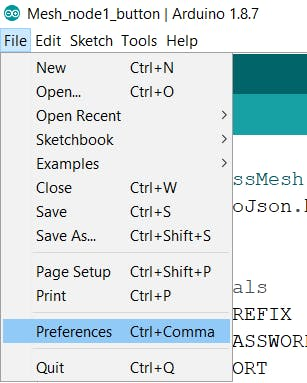 Mesh_node1_button | Arduino 1.8.7
File Edit Sketch Tools Help
New Ctrl+N
Open... Ctrl+O
Open Recent >
Sketchbook >
Examples >
Close Ctrl+W
Save Ctrl+S
Save As... Ctrl+Shift+S
Page Setup Ctrl+Shift+P
Print Ctrl+P
Preferences Ctrl+Comma
Quit Ctrl+Q
ssMesh
oJson.h
als
REFIX
ASSWORD
ORT